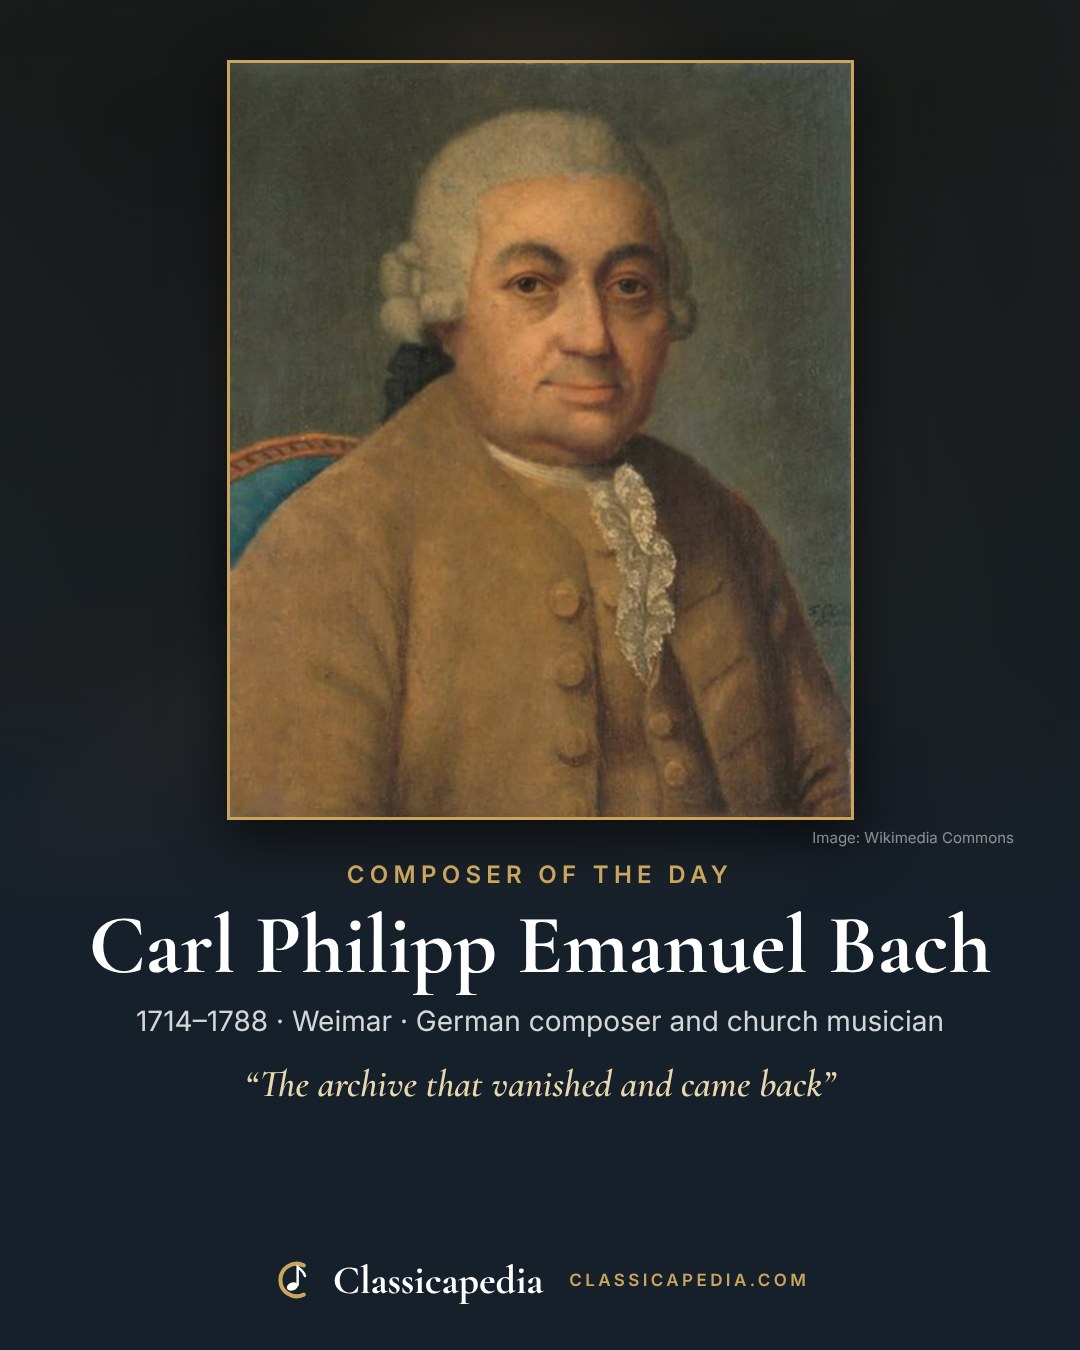 Image: Wikimedia Commons
COMPOSER OF THE DAY
Carl Philipp Emanuel Bach
1714–1788 · Weimar · German composer and church musician
“The archive that vanished and came back”
Classicapedia CLASSICAPEDIA.COM